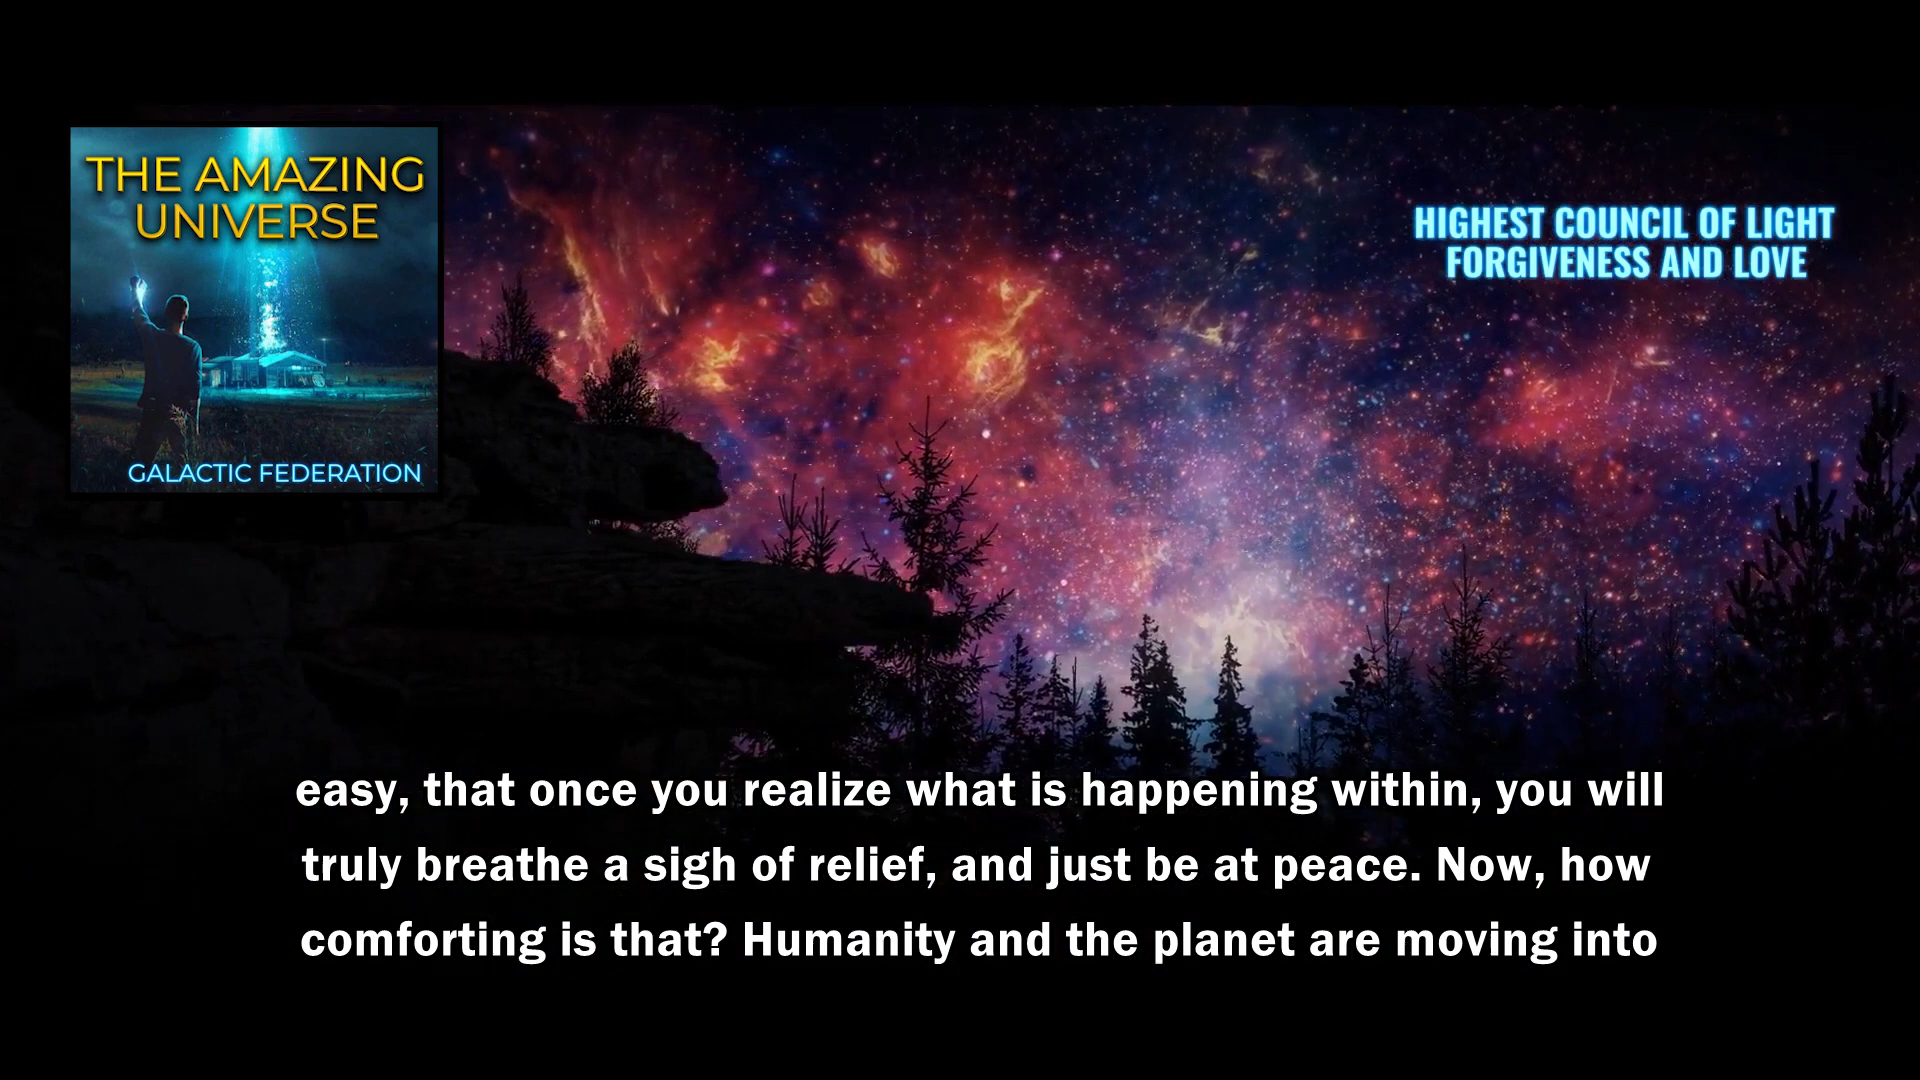 THE AMAZING
UNIVERSE
GALACTIC FEDERATION
HIGHEST COUNCIL OF LIGHT
FORGIVENESS AND LOVE
easy, that once you realize what is happening within, you will
truly breathe a sigh of relief, and just be at peace. Now, how
comforting is that? Humanity and the planet are moving into